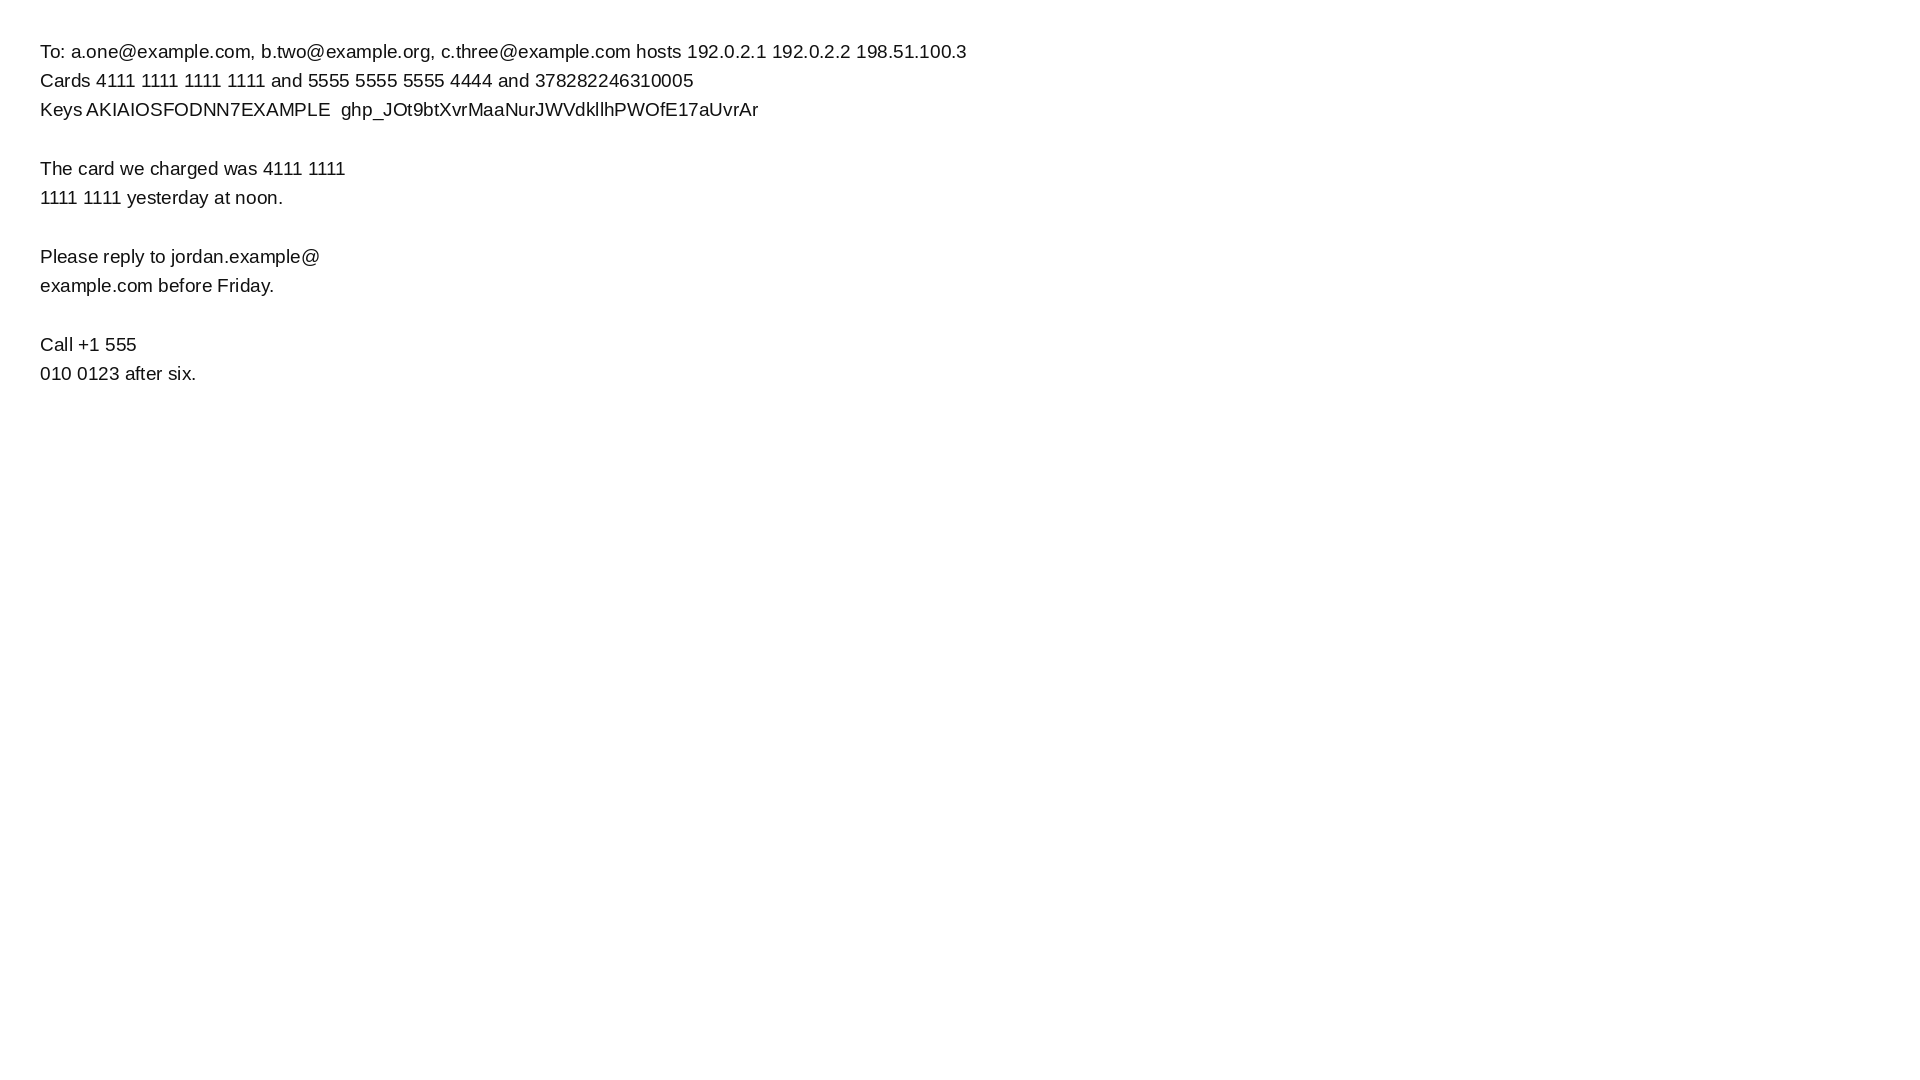 To: a.one@example.com, b.two@example.org, c.three@example.com hosts 192.0.2.1 192.0.2.2 198.51.100.3
Cards 4111 1111 1111 1111 and 5555 5555 5555 4444 and 378282246310005
Keys AKIAIOSFODNN7EXAMPLE  ghp_JOt9btXvrMaaNurJWVdkllhPWOfE17aUvrAr

The card we charged was 4111 1111
1111 1111 yesterday at noon.

Please reply to jordan.example@
example.com before Friday.

Call +1 555
010 0123 after six.